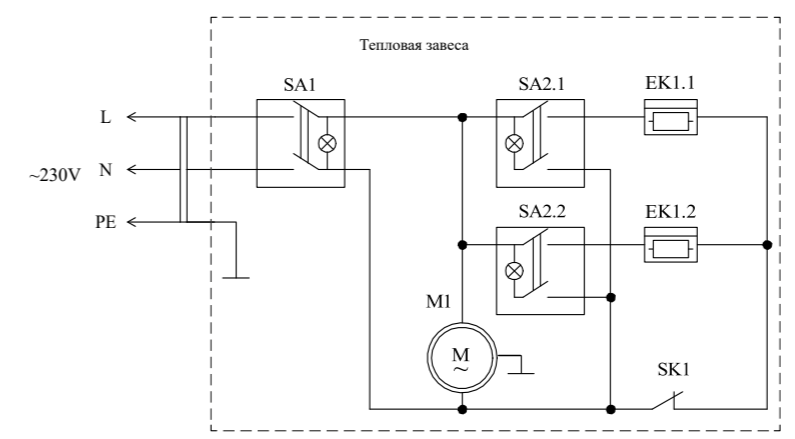 Тепловая завеса
SA1
SA2.1
EK1.1
L
~230V
N
PE
SA2.2
EK1.2
M1
M
~
SK1